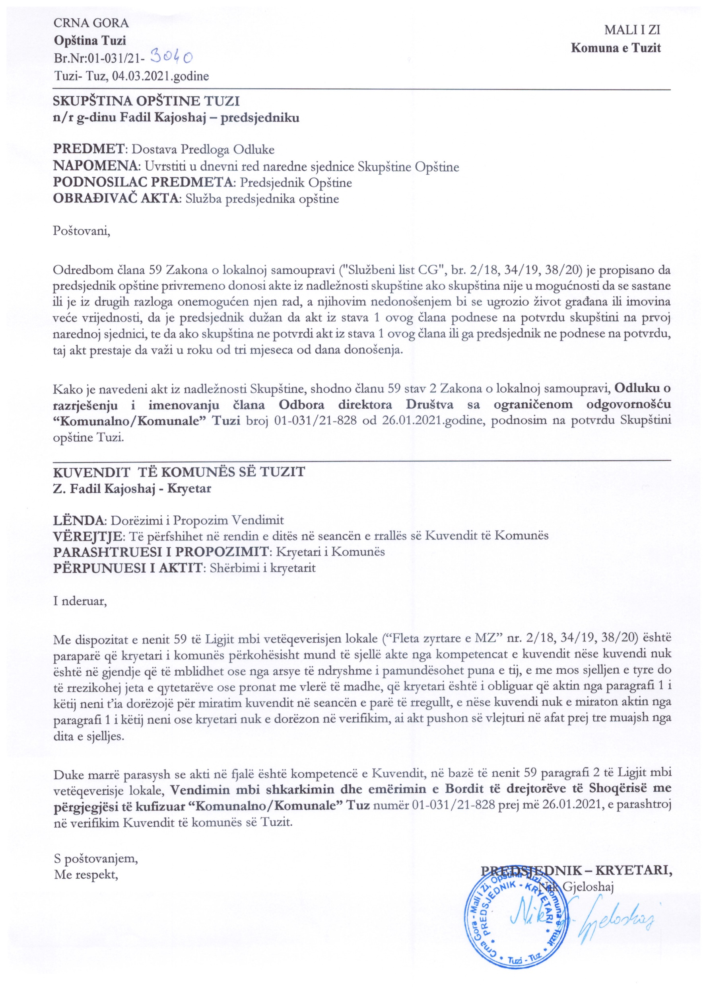 CRNA GORA
Opština Tuzi
Br.Nr:01-031/21- 3040
Tuzi- Tuz, 04.03.2021.godine
MALI I ZI
Komuna e Tuzit
SKUPŠTINA OPŠTINE TUZI
n/r g-dinu Fadil Kajoshaj – predsjedniku
PREDMET: Dostava Predloga Odluke
NAPOMENA: Uvrstiti u dnevni red naredne sjednice Skupštine Opštine
PODNOSILAC PREDMETA: Predsjednik Opštine
OBRAĐIVAČ AKTA: Služba predsjednika opštine
Poštovani,
Odredbom člana 59 Zakona o lokalnoj samoupravi ("Službeni list CG", br. 2/18, 34/19, 38/20) je propisano da
predsjednik opštine privremeno donosi akte iz nadležnosti skupštine ako skupština nije u mogućnosti da se sastane
ili je iz drugih razloga onemogućen njen rad, a njihovim nedonošenjem bi se ugrozio život građana ili imovina
veće vrijednosti, da je predsjednik dužan da akt iz stava 1 ovog člana podnese na potvrdu skupštini na prvoj
narednoj sjednici, te da ako skupština ne potvrdi akt iz stava 1 ovog člana ili ga predsjednik ne podnese na potvrdu,
taj akt prestaje da važi u roku od tri mjeseca od dana donošenja.
Kako je navedeni akt iz nadležnosti Skupštine, shodno članu 59 stav 2 Zakona o lokalnoj samoupravi, Odluku o
razrješenju i imenovanju člana Odbora direktora Društva sa ograničenom odgovornošću
“Komunalno/Komunale” Tuzi broj 01-031/21-828 od 26.01.2021.godine, podnosim na potvrdu Skupštini
opštine Tuzi.
KUVENDIT TË KOMUNËS SË TUZIT
Z. Fadil Kajoshaj - Kryetar
LËNDA: Dorëzimi i Propozim Vendimit
VËREJTJE: Të përfshihet në rendin e ditës në seancën e rrallës së Kuvendit të Komunës
PARASHTRUESI I PROPOZIMIT: Kryetari i Komunës
PËRPUNUESI I AKTIT: Shërbimi i kryetarit
I nderuar,
Me dispozitat e nenit 59 të Ligjit mbi vetëqeverisjen lokale (“Fleta zyrtare e MZ” nr. 2/18, 34/19, 38/20) është
paraparë që kryetari i komunës përkohësisht mund të sjellë akte nga kompetencat e kuvendit nëse kuvendi nuk
është në gjendje që të mblidhet ose nga arsye të ndryshme i pamundësohet puna e tij, e me mos sjelljen e tyre do
të rrezikohej jeta e qytetarëve ose pronat me vlerë të madhe, që kryetari është i obliguar që aktin nga paragrafi 1 i
këtij neni t’ia dorëzojë për miratim kuvendit në seancën e parë të rregullt, e nëse kuvendi nuk e miraton aktin nga
paragrafi 1 i këtij neni ose kryetari nuk e dorëzon në verifikim, ai akt pushon së vlejturi në afat prej tre muajsh nga
dita e sjelljes.
Duke marrë parasysh se akti në fjalë është kompetencë e Kuvendit, në bazë të nenit 59 paragrafi 2 të Ligjit mbi
vetëqeverisje lokale, Vendimin mbi shkarkimin dhe emërimin e Bordit të drejtorëve të Shoqërisë me
përgjegjësi të kufizuar “Komunalno/Komunale” Tuz numër 01-031/21-828 prej më 26.01.2021, e parashtroj
në verifikim Kuvendit të komunës së Tuzit.
S poštovanjem,
Me respekt,
PREDSJEDNIK – KRYETARI,
Nik Gjeloshaj
Crna Gora - Mali i Zi, Opština Tuzi - Komuna e Tuzit * Tuzi - Tuz *
* PREDSJEDNIK - KRYETARI *
Nik Gjeloshaj